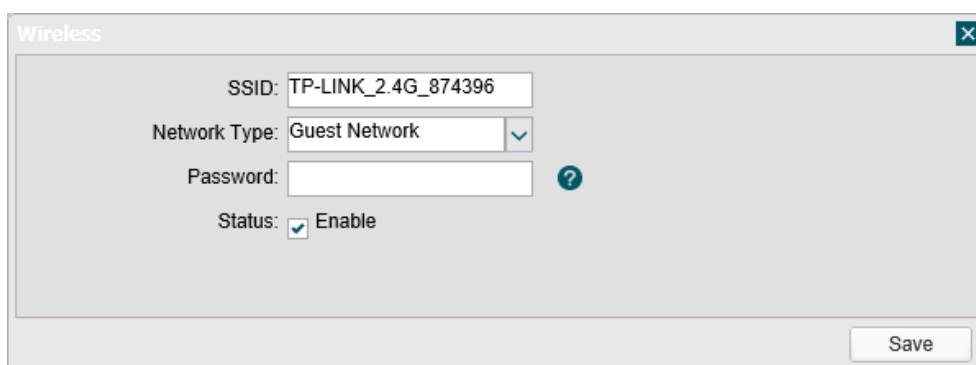 Wireless
SSID: TP-LINK_2.4G_874396
Network Type: Guest Network
Password:
Status: Enable
Save